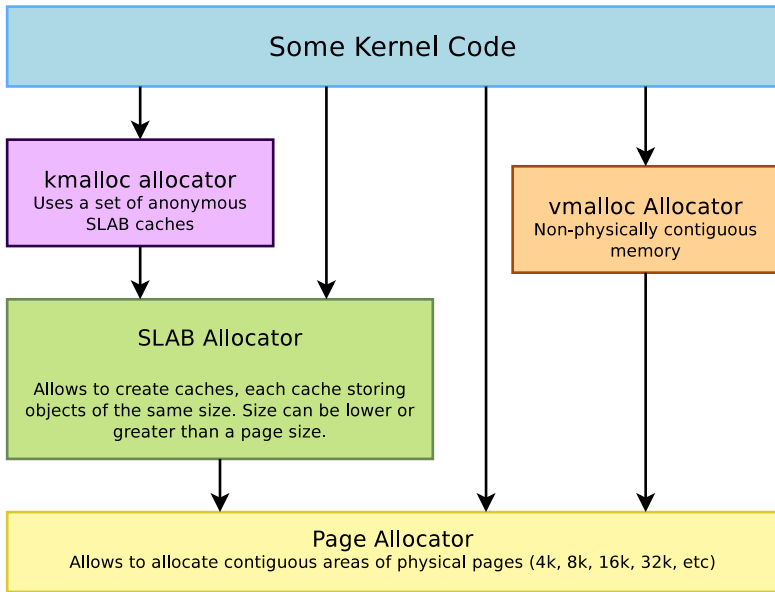 Some Kernel Code
kmalloc allocator
Uses a set of anonymous
SLAB caches
vmalloc Allocator
Non-physically contiguous
memory
SLAB Allocator
Allows to create caches, each cache storing
objects of the same size. Size can be lower or
greater than a page size.
Page Allocator
Allows to allocate contiguous areas of physical pages (4k, 8k, 16k, 32k, etc)